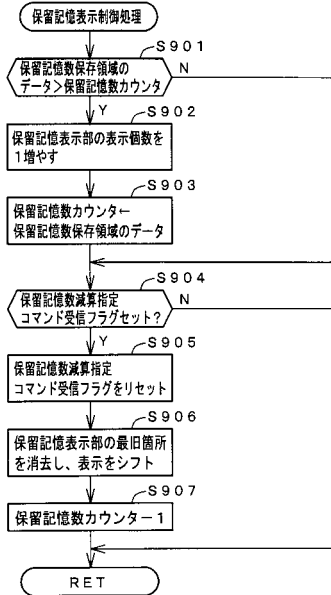 保留記憶表示制御処理
S901
保留記憶数保存領域の
データ>保留記憶数カウンタ
N
Y
S902
保留記憶表示部の表示個数を
1増やす
S903
保留記憶数カウンタ←
保留記憶数保存領域のデータ
S904
保留記憶数減算指定
コマンド受信フラグセット?
N
Y
S905
保留記憶数減算指定
コマンド受信フラグをリセット
S906
保留記憶表示部の最旧箇所
を消去し、表示をシフト
S907
保留記憶数カウンタ−1
RET